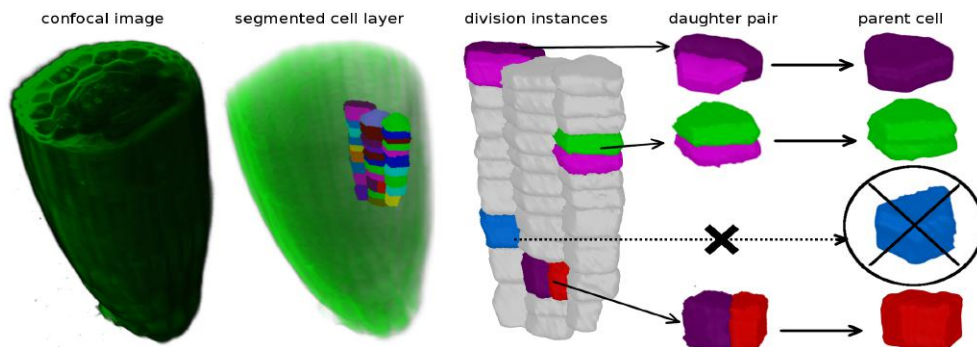 confocal image
segmented cell layer
division instances
daughter pair
parent cell